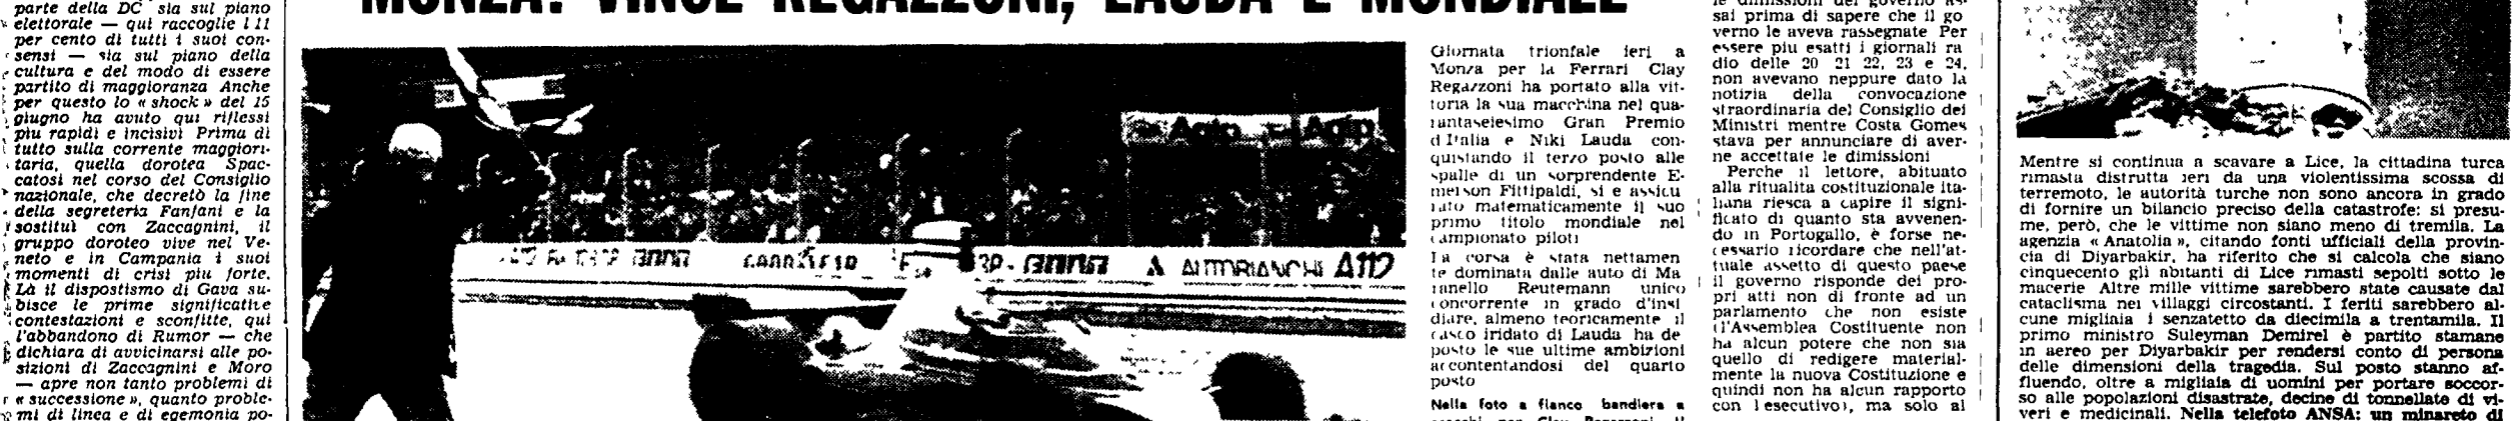 MONZA: VINCE REGAZZONI, LAUDA È MONDIALE
parte della DC sia sul piano
elettorale — qui raccoglie l 11
per cento di tutti i suoi con-
sensi — sia sul piano della
cultura e del modo di essere
partito di maggioranza Anche
per questo lo « shock » del 15
giugno ha avuto qui riflessi
più rapidi e incisivi Prima di
tutto sulla corrente maggiori-
taria, quella dorotea Spac-
catosi nel corso del Consiglio
nazionale, che decretò la fine
della segreteria Fanfani e la
sostituì con Zaccagnini, il
gruppo doroteo vive nel Ve-
neto e in Campania i suoi
momenti di crisi più forte.
Là il dispotismo di Gava su-
bisce le prime significative
contestazioni e sconfitte, qui
l'abbandono di Rumor — che
dichiara di avvicinarsi alle po-
sizioni di Zaccagnini e Moro
— apre non tanto problemi di
« successione », quanto proble-
mi di linea e di egemonia po-
Agip
Agip
anna
anna
AUTOBIANCHI A112
Giornata trionfale ieri a
Monza per la Ferrari Clay
Regazzoni ha portato alla vit-
toria la sua macchina nel qua-
rantaseiesimo Gran Premio
d Italia e Niki Lauda con-
quistando il terzo posto alle
spalle di un sorprendente E-
merson Fittipaldi, si è assicu
rato matematicamente il suo
primo titolo mondiale nel
campionato piloti
La corsa è stata nettamen
te dominata dalle auto di Ma
ranello Reutemann unico
concorrente in grado d'insi
diare, almeno teoricamente il
casco iridato di Lauda ha de
posto le sue ultime ambizioni
accontentandosi del quarto
posto
Nella foto a fianco bandiera a
scacchi per Clay Regazzoni il
le dimissioni del governo as-
sai prima di sapere che il go
verno le aveva rassegnate Per
essere più esatti i giornali ra
dio delle 20 21 22, 23 e 24,
non avevano neppure dato la
notizia della convocazione
straordinaria del Consiglio dei
Ministri mentre Costa Gomes
stava per annunciare di aver-
ne accettate le dimissioni
Perche il lettore, abituato
alla ritualita costituzionale ita-
liana riesca a capire il signi-
ficato di quanto sta avvenen-
do in Portogallo, è forse ne-
cessario ricordare che nell'at-
tuale assetto di questo paese
il governo risponde dei pro-
pri atti non di fronte ad un
parlamento che non esiste
(l'Assemblea Costituente non
ha alcun potere che non sia
quello di redigere material-
mente la nuova Costituzione e
quindi non ha alcun rapporto
con l esecutivo), ma solo al
Mentre si continua a scavare a Lice, la cittadina turca
rimasta distrutta ieri da una violentissima scossa di
terremoto, le autorità turche non sono ancora in grado
di fornire un bilancio preciso della catastrofe: si presu-
me, però, che le vittime non siano meno di tremila. La
agenzia « Anatolia », citando fonti ufficiali della provin-
cia di Diyarbakir, ha riferito che si calcola che siano
cinquecento gli abitanti di Lice rimasti sepolti sotto le
macerie Altre mille vittime sarebbero state causate dal
cataclisma nei villaggi circostanti. I feriti sarebbero al-
cune migliaia i senzatetto da diecimila a trentamila. Il
primo ministro Suleyman Demirel è partito stamane
in aereo per Diyarbakir per rendersi conto di persona
delle dimensioni della tragedia. Sul posto stanno af-
fluendo, oltre a migliaia di uomini per portare soccor-
so alle popolazioni disastrate, decine di tonnellate di vi-
veri e medicinali. Nella telefoto ANSA: un minareto di